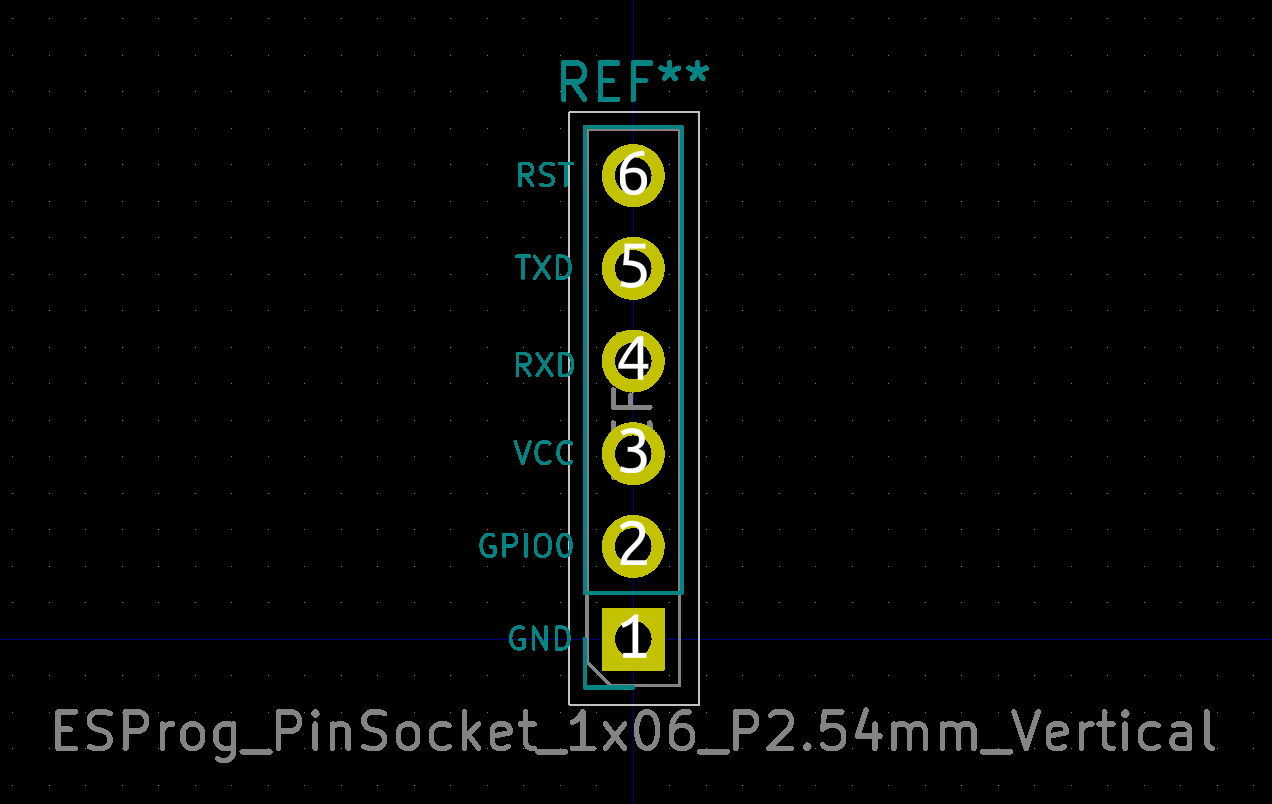 REF**
RST 6
TXD 5
RXD 4
VCC 3
GPIO0 2
GND 1
ESProg_PinSocket_1x06_P2.54mm_Vertical